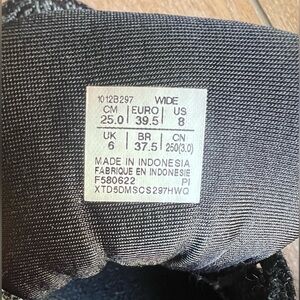 1012B297 WIDE
CM EURO US
25.0 39.5 8
UK BR CN
6 37.5 250(3.0)
MADE IN INDONESIA
FABRIQUE EN INDONESIE
F580622 PI
XTD5DMSCS297HWQ